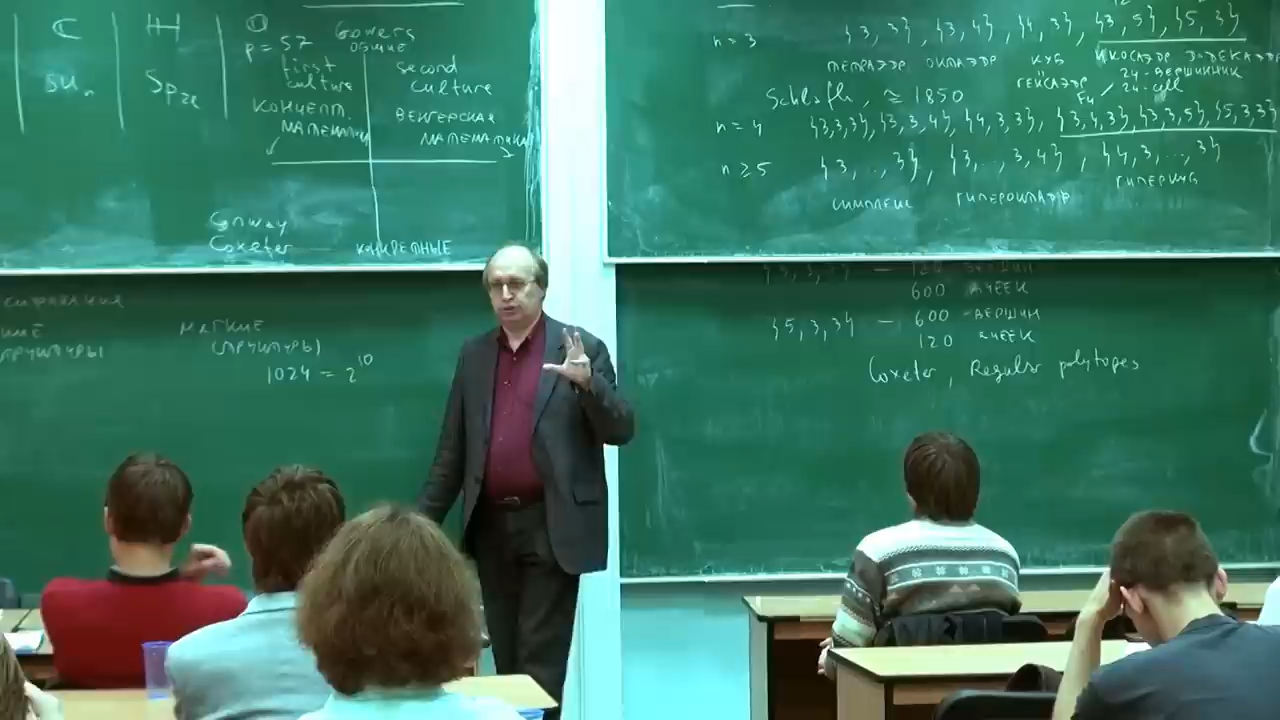 ℂ ℍ
SUₙ Sp₂ₙ
p = 57
Gowers
ОБЩИЕ
first culture
second culture
КОНЦЕПТ.
МАТЕМАТИКА
ВЕНГЕРСКАЯ
МАТЕМАТИКА
Conway
Coxeter
КОНКРЕТНЫЕ
МЯГКИЕ
СТРУКТУРЫ
1024 = 2¹⁰
n = 3 {3, 3}, {3, 4}, {4, 3}, {3, 5}, {5, 3}
ТЕТРАЭДР ОКТАЭДР КУБ ИКОСАЭДР ДОДЕКАЭДР
ГЕКСАЭДР
24-ВЕРШИННИК
F₄ 24-cell
Schläfli, ≃ 1850
n = 4 {3,3,3}, {3,3,4}, {4,3,3}, {3,4,3}, {3,3,5}, {5,3,3}
n ≥ 5 {3, ..., 3}, {3, ..., 3, 4}, {4, 3, ..., 3}
СИМПЛЕКС ГИПЕРОКТАЭДР ГИПЕРКУБ
600 ЯЧЕЕК
{5,3,3} — 600 ВЕРШИН
120 ЯЧЕЕК
Coxeter, Regular polytopes